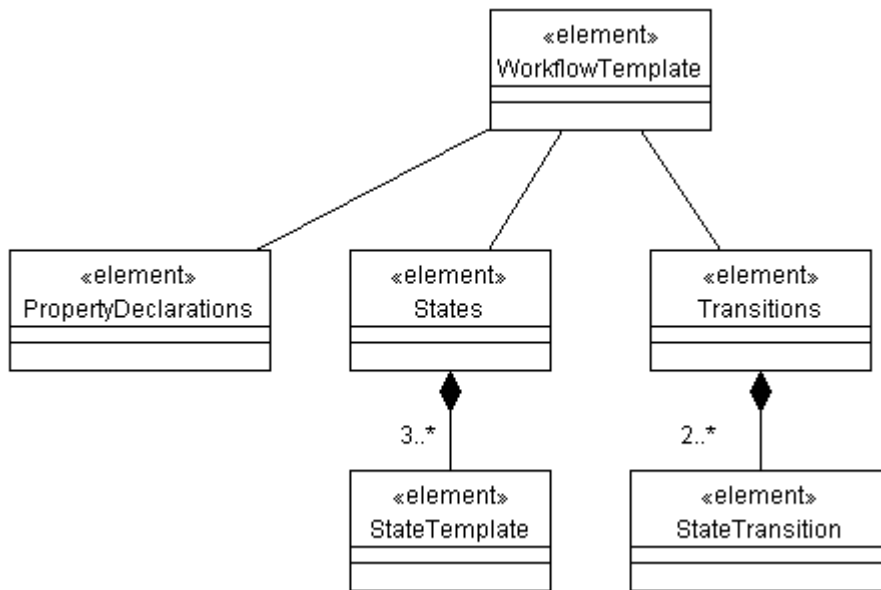 «element»
WorkflowTemplate
«element»
PropertyDeclarations
«element»
States
«element»
Transitions
3..*
2..*
«element»
StateTemplate
«element»
StateTransition